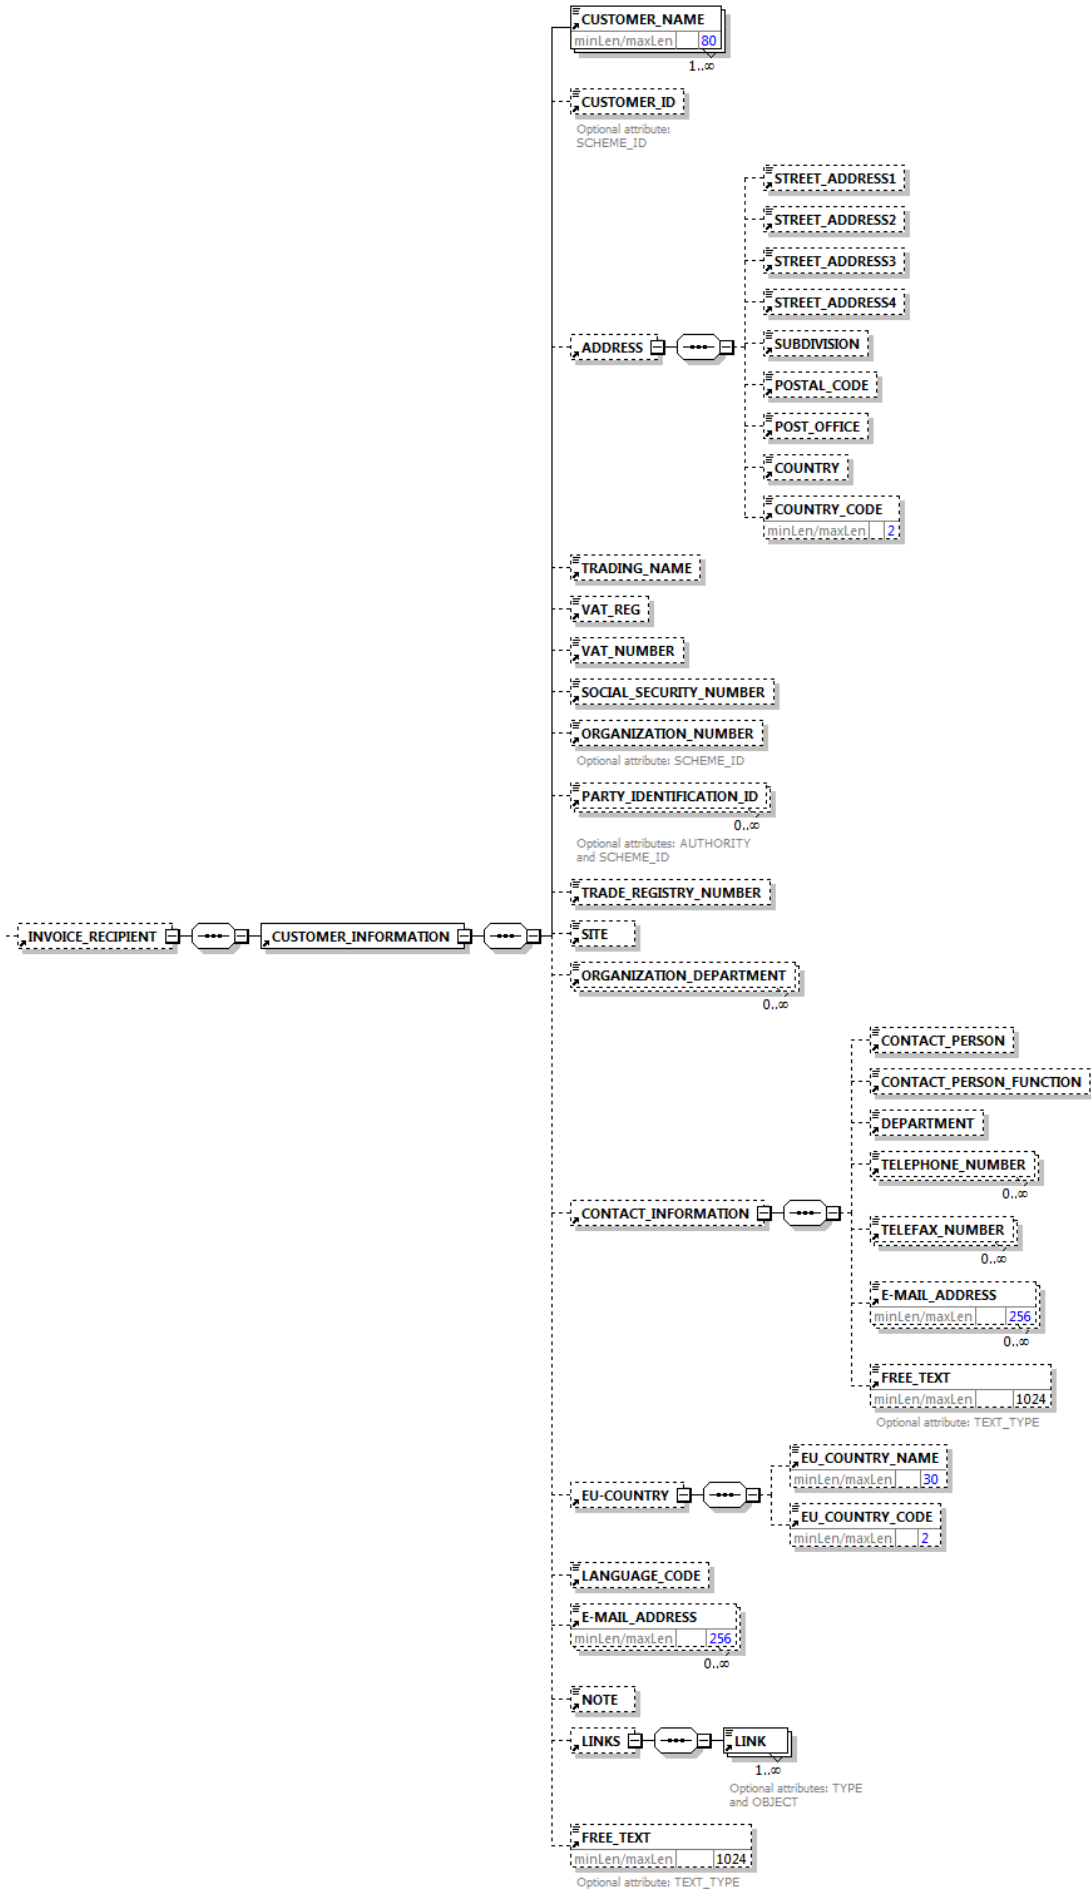 CUSTOMER_NAME
minLen/maxLen 80
1..∞
CUSTOMER_ID
Optional attribute:
SCHEME_ID
STREET_ADDRESS1
STREET_ADDRESS2
STREET_ADDRESS3
STREET_ADDRESS4
ADDRESS
SUBDIVISION
POSTAL_CODE
POST_OFFICE
COUNTRY
COUNTRY_CODE
minLen/maxLen 2
TRADING_NAME
VAT_REG
VAT_NUMBER
SOCIAL_SECURITY_NUMBER
ORGANIZATION_NUMBER
Optional attribute: SCHEME_ID
PARTY_IDENTIFICATION_ID
0..∞
Optional attributes: AUTHORITY
and SCHEME_ID
TRADE_REGISTRY_NUMBER
INVOICE_RECIPIENT
CUSTOMER_INFORMATION
SITE
ORGANIZATION_DEPARTMENT
0..∞
CONTACT_PERSON
CONTACT_PERSON_FUNCTION
DEPARTMENT
TELEPHONE_NUMBER
0..∞
CONTACT_INFORMATION
TELEFAX_NUMBER
0..∞
E-MAIL_ADDRESS
minLen/maxLen 256
0..∞
FREE_TEXT
minLen/maxLen 1024
Optional attribute: TEXT_TYPE
EU_COUNTRY_NAME
minLen/maxLen 30
EU-COUNTRY
EU_COUNTRY_CODE
minLen/maxLen 2
LANGUAGE_CODE
E-MAIL_ADDRESS
minLen/maxLen 256
0..∞
NOTE
LINKS
LINK
1..∞
Optional attributes: TYPE
and OBJECT
FREE_TEXT
minLen/maxLen 1024
Optional attribute: TEXT_TYPE